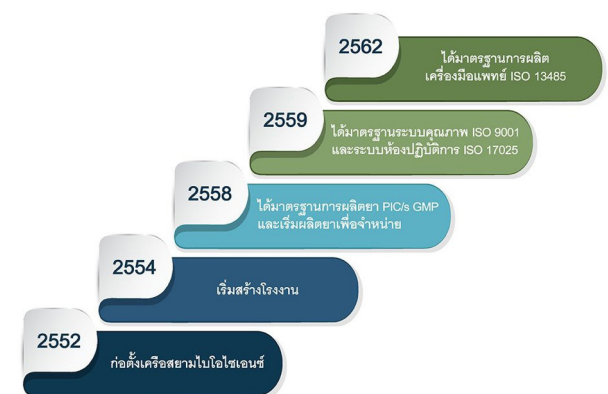 2562
ได้มาตรฐานการผลิต
เครื่องมือแพทย์ ISO 13485
2559
ได้มาตรฐานระบบคุณภาพ ISO 9001
และระบบห้องปฏิบัติการ ISO 17025
2558
ได้มาตรฐานการผลิตยา PIC/s GMP
และเริ่มผลิตยาเพื่อจำหน่าย
2554
เริ่มสร้างโรงงาน
2552
ก่อตั้งเครือสยามไบโอไซเอนซ์